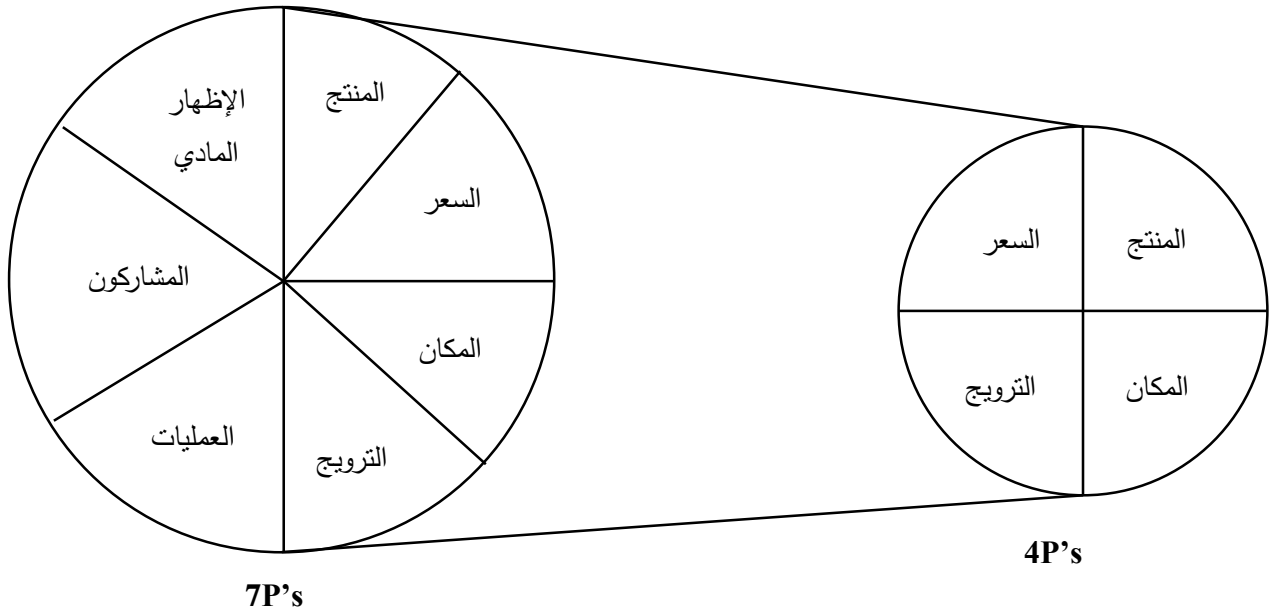 المنتج
السعر
المكان
الترويج
4P’s
المنتج
السعر
المكان
الترويج
العمليات
المشاركون
الإظهار
المادي
7P’s